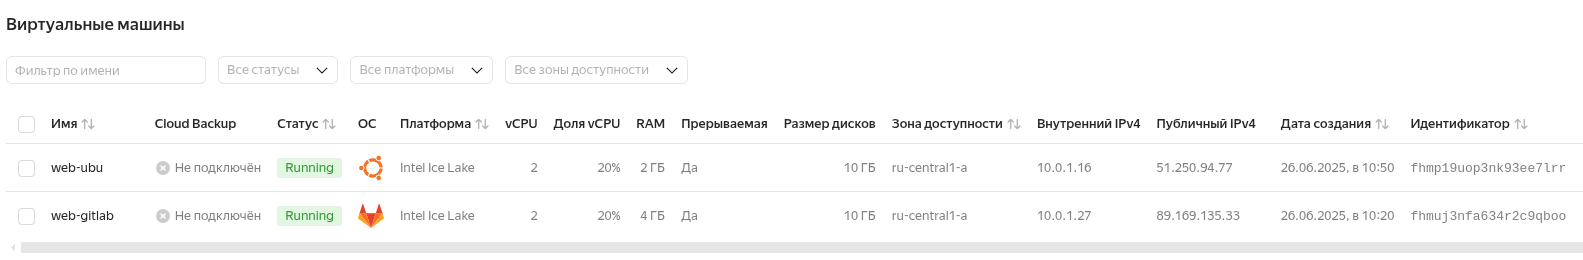 Виртуальные машины
Фильтр по имени Все статусы Все платформы Все зоны доступности
Имя Cloud Backup Статус ОС Платформа vCPU Доля vCPU RAM Прерываемая Размер дисков Зона доступности Внутренний IPv4 Публичный IPv4 Дата создания Идентификатор
web-ubu Не подключён Running Intel Ice Lake 2 20% 2 ГБ Да 10 ГБ ru-central1-a 10.0.1.16 51.250.94.77 26.06.2025, в 10:50 fhmp19uop3nk93ee7lrr
web-gitlab Не подключён Running Intel Ice Lake 2 20% 4 ГБ Да 10 ГБ ru-central1-a 10.0.1.27 89.169.135.33 26.06.2025, в 10:20 fhmuj3nfa634r2c9qboo